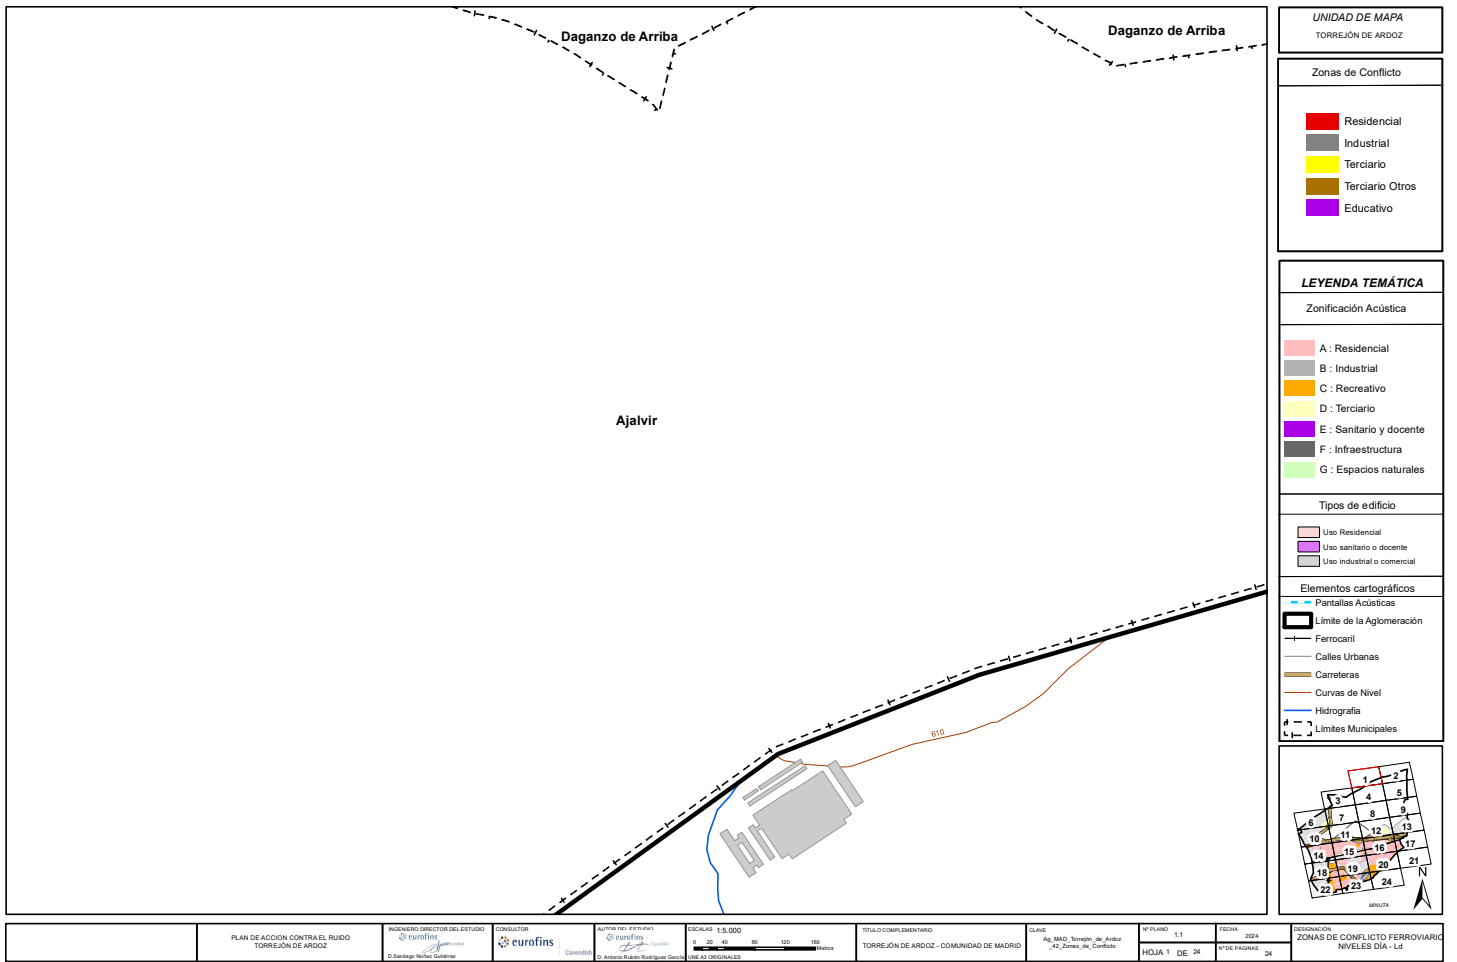 Daganzo de Arriba
Daganzo de Arriba
Ajalvir
610
UNIDAD DE MAPA
TORREJÓN DE ARDOZ
Zonas de Conflicto
Residencial
Industrial
Terciario
Terciario Otros
Educativo
LEYENDA TEMÁTICA
Zonificación Acústica
A : Residencial
B : Industrial
C : Recreativo
D : Terciario
E : Sanitario y docente
F : Infraestructura
G : Espacios naturales
Tipos de edificio
Uso Residencial
Uso sanitario o docente
Uso industrial o comercial
Elementos cartográficos
Pantallas Acústicas
Límite de la Aglomeración
Ferrocaril
Calles Urbanas
Carreteras
Curvas de Nivel
Hidrografia
Límites Municipales
1 2
3 4 5
6 7 8 9
10 11 12 13
14 15 16 17
18 19 20 21
22 23 24
N
MINUTA
PLAN DE ACCION CONTRA EL RUIDO
TORREJÓN DE ARDOZ
INGENIERO DIRECTOR DEL ESTUDIO
eurofins
Cavendish
D.Santiago Núñez Gutiérrez
CONSULTOR
eurofins
Cavendish
AUTOR DEL ESTUDIO
eurofins
Cavendish
D. Antonio Rubén Rodríguez García
ESCALAS 1:5.000
0 20 40 80 120 160
Metros
UNE A3 ORIGINALES
TÍTULO COMPLEMENTARIO
TORREJÓN DE ARDOZ - COMUNIDAD DE MADRID
CLAVE
Ag_MAD_Torrejón_de_Ardoz
_42_Zonas_de_Conflicto
Nº PLANO
1.1
HOJA 1 DE 24
FECHA
2024
Nº DE PÁGINAS
24
DESIGNACIÓN
ZONAS DE CONFLICTO FERROVIARIO
NIVELES DÍA - Ld